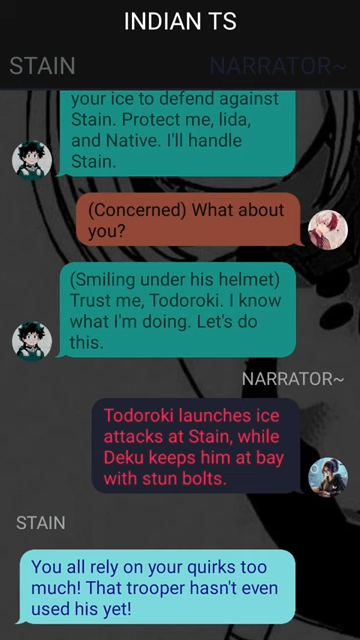 INDIAN TS
STAIN
NARRATOR~
your ice to defend against
Stain. Protect me, Iida,
and Native. I'll handle
Stain.
(Concerned) What about
you?
(Smiling under his helmet)
Trust me, Todoroki. I know
what I'm doing. Let's do
this.
NARRATOR~
Todoroki launches ice
attacks at Stain, while
Deku keeps him at bay
with stun bolts.
STAIN
You all rely on your quirks too
much! That trooper hasn't even
used his yet!